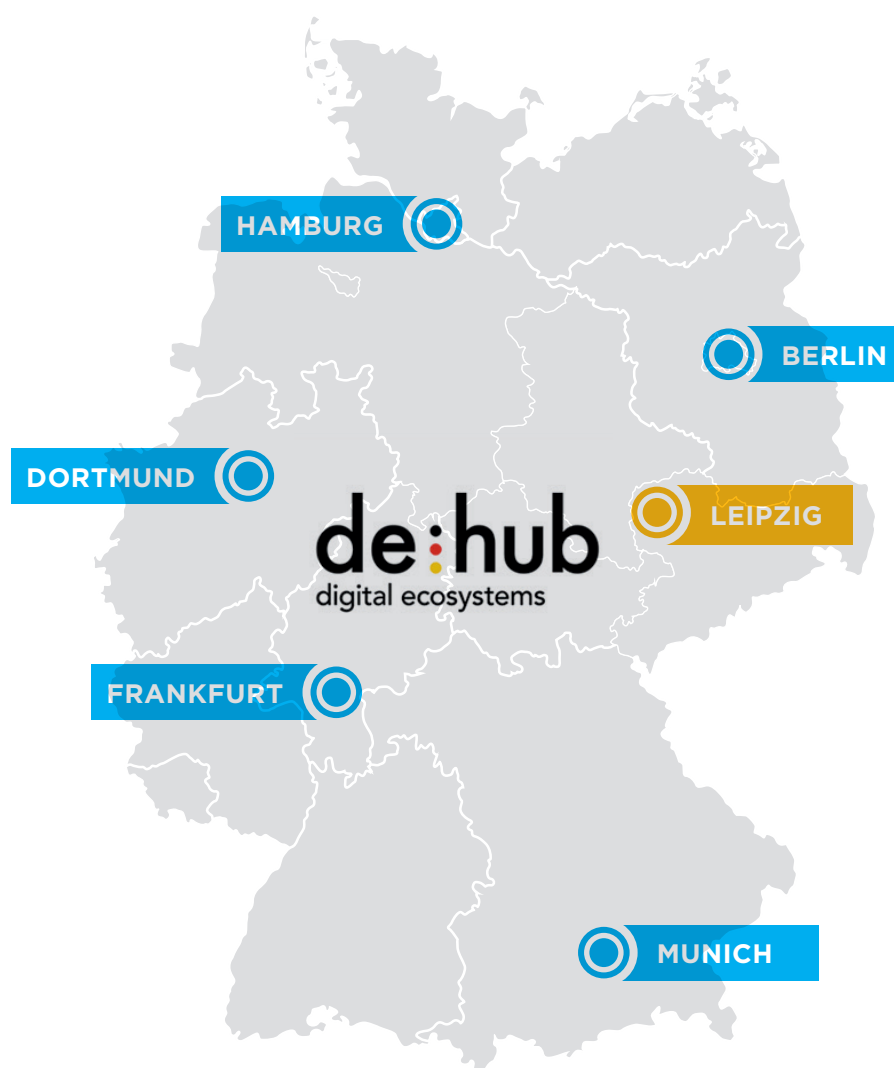 HAMBURG
BERLIN
DORTMUND
LEIPZIG
de:hub
digital ecosystems
FRANKFURT
MUNICH